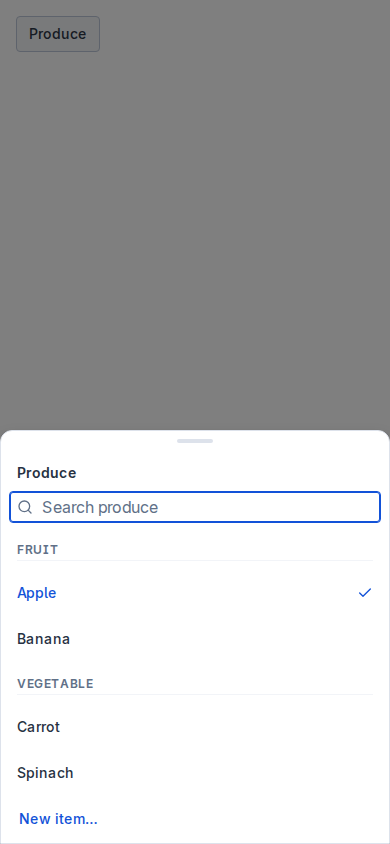 Produce
Produce
Search produce
FRUIT
Apple
Banana
VEGETABLE
Carrot
Spinach
New item...